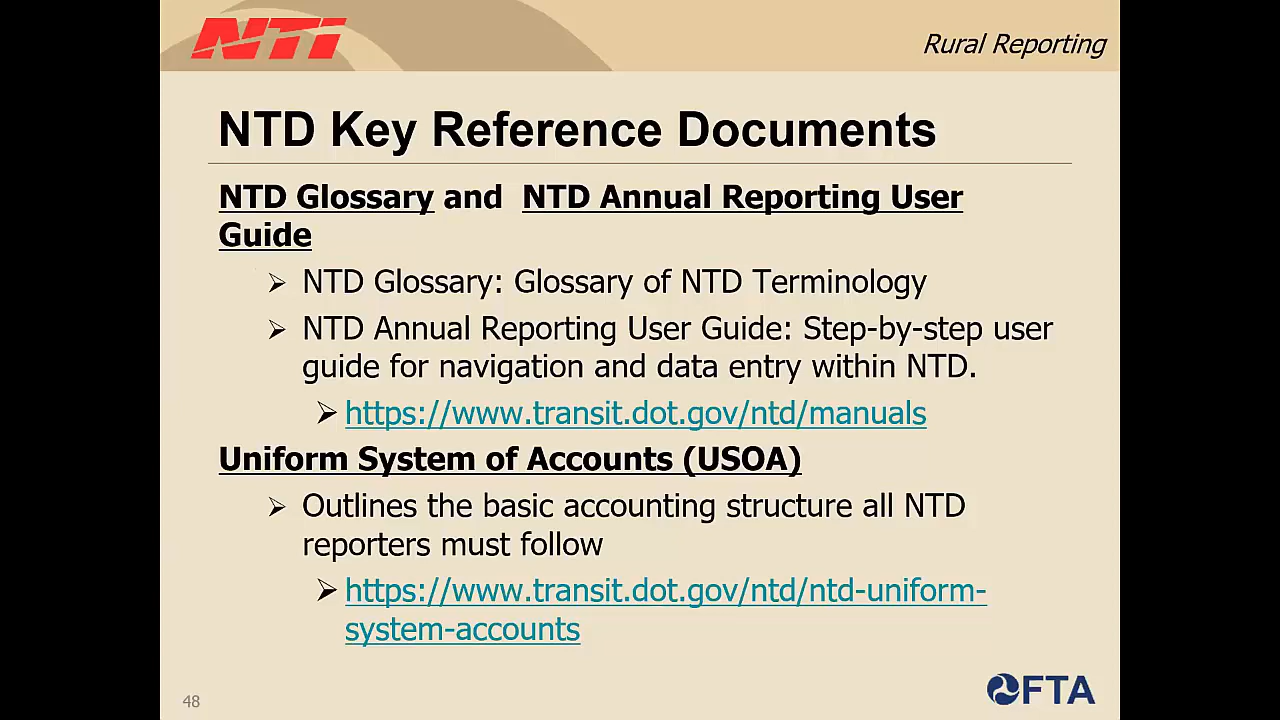 NTI
Rural Reporting
NTD Key Reference Documents
NTD Glossary and NTD Annual Reporting User
Guide
NTD Glossary: Glossary of NTD Terminology
NTD Annual Reporting User Guide: Step-by-step user
guide for navigation and data entry within NTD.
https://www.transit.dot.gov/ntd/manuals
Uniform System of Accounts (USOA)
Outlines the basic accounting structure all NTD
reporters must follow
https://www.transit.dot.gov/ntd/ntd-uniform-
system-accounts
48
FTA